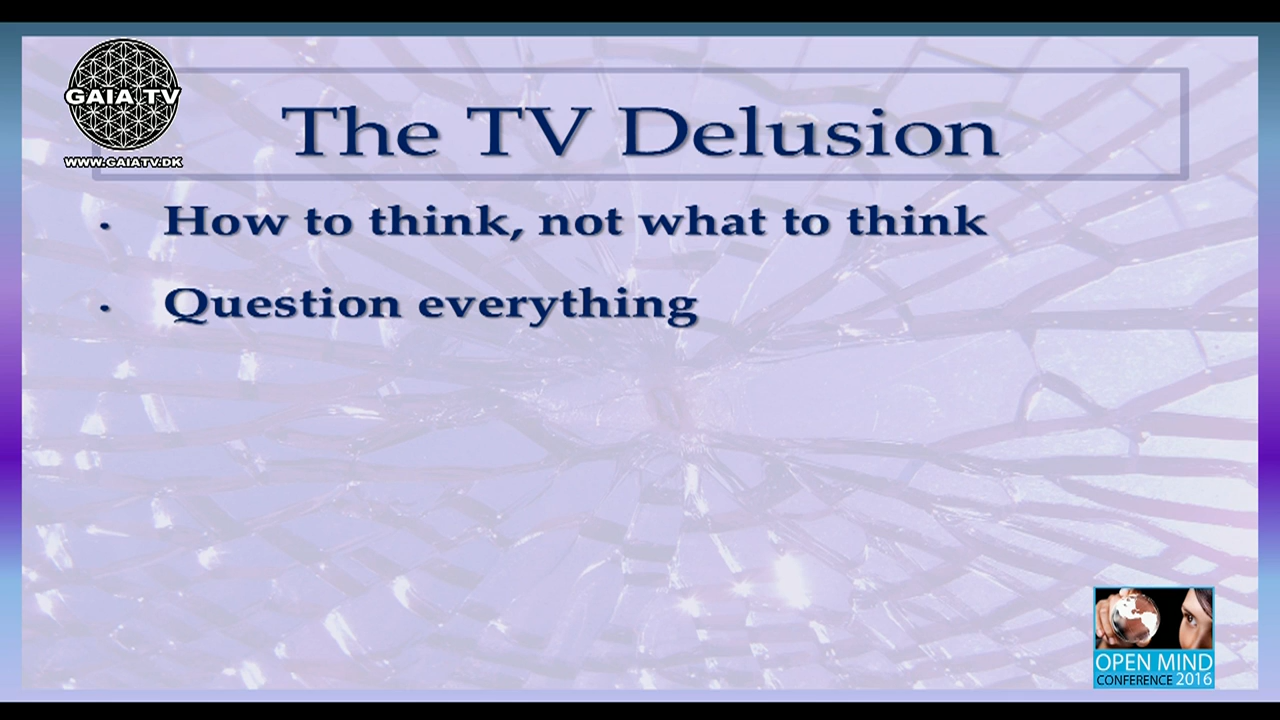 GAIA TV
WWW.GAIATV.DK
The TV Delusion
• How to think, not what to think
• Question everything
OPEN MIND
CONFERENCE 2016